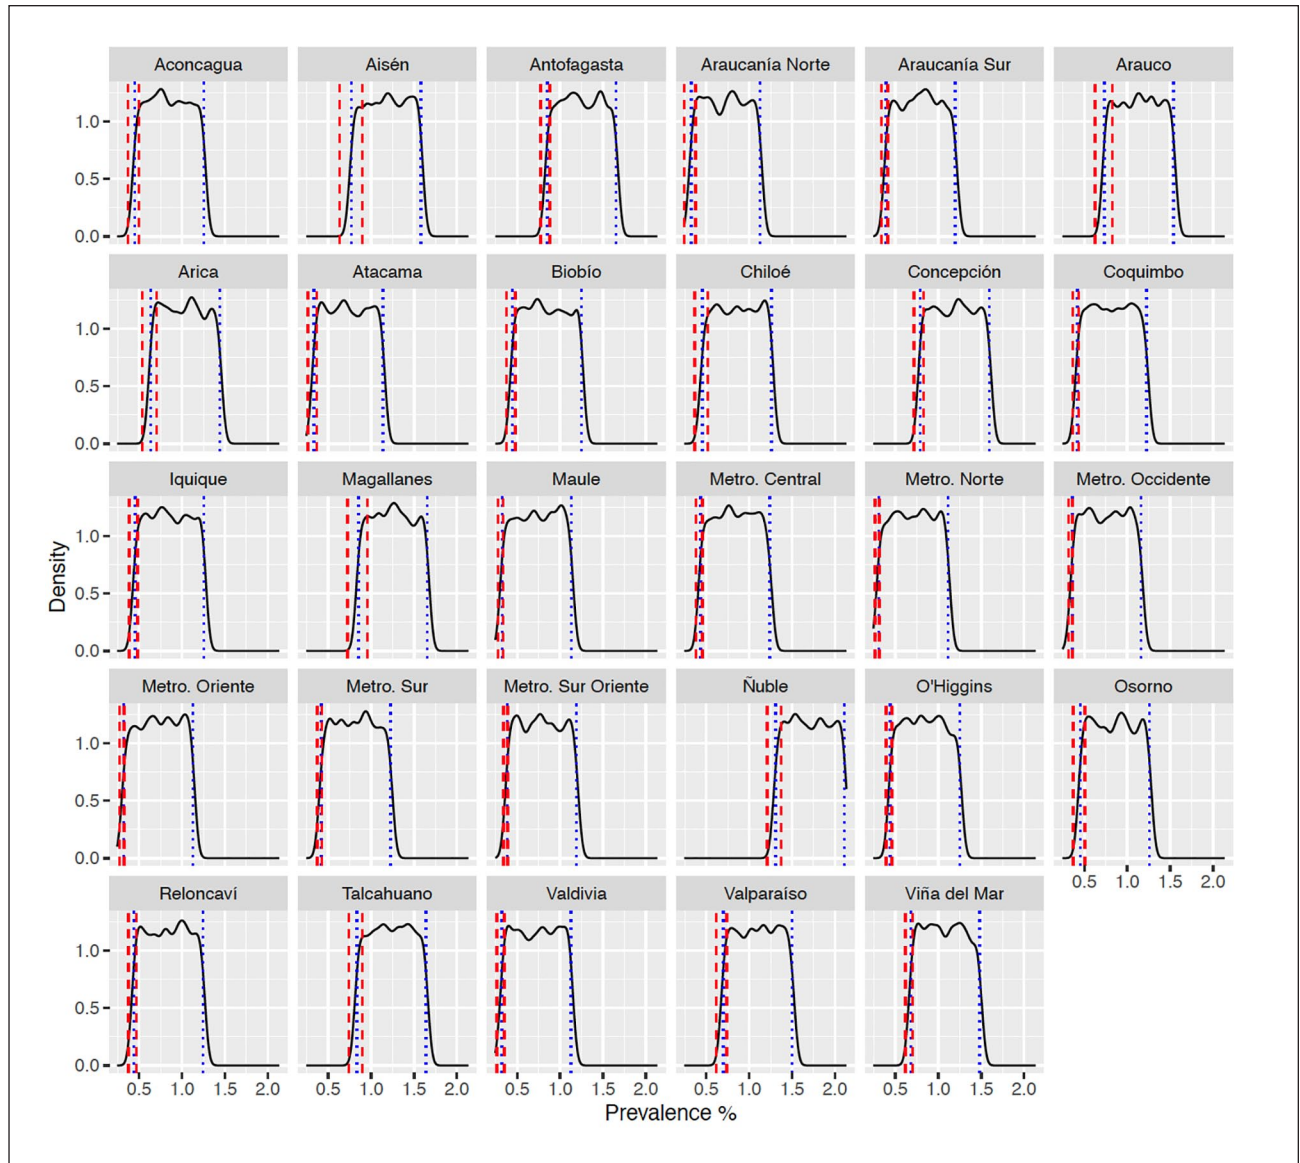 Aconcagua Aisén Antofagasta Araucanía Norte Araucanía Sur Arauco
1.0
0.5
0.0
Arica Atacama Biobío Chiloé Concepción Coquimbo
1.0
0.5
0.0
Iquique Magallanes Maule Metro. Central Metro. Norte Metro. Occidente
1.0
0.5
0.0
Density
Metro. Oriente Metro. Sur Metro. Sur Oriente Ñuble O'Higgins Osorno
1.0
0.5
0.0
0.5 1.0 1.5 2.0
Reloncaví Talcahuano Valdivia Valparaíso Viña del Mar
1.0
0.5
0.0
0.5 1.0 1.5 2.0 0.5 1.0 1.5 2.0 0.5 1.0 1.5 2.0 0.5 1.0 1.5 2.0 0.5 1.0 1.5 2.0
Prevalence %